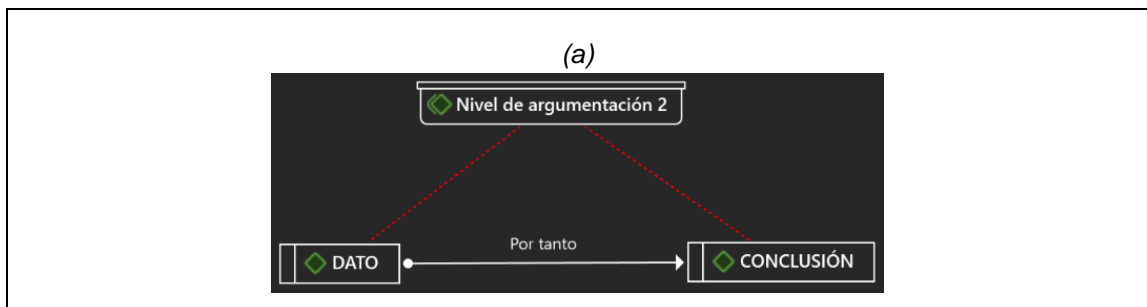 (a)
Nivel de argumentación 2
Por tanto
DATO
CONCLUSIÓN